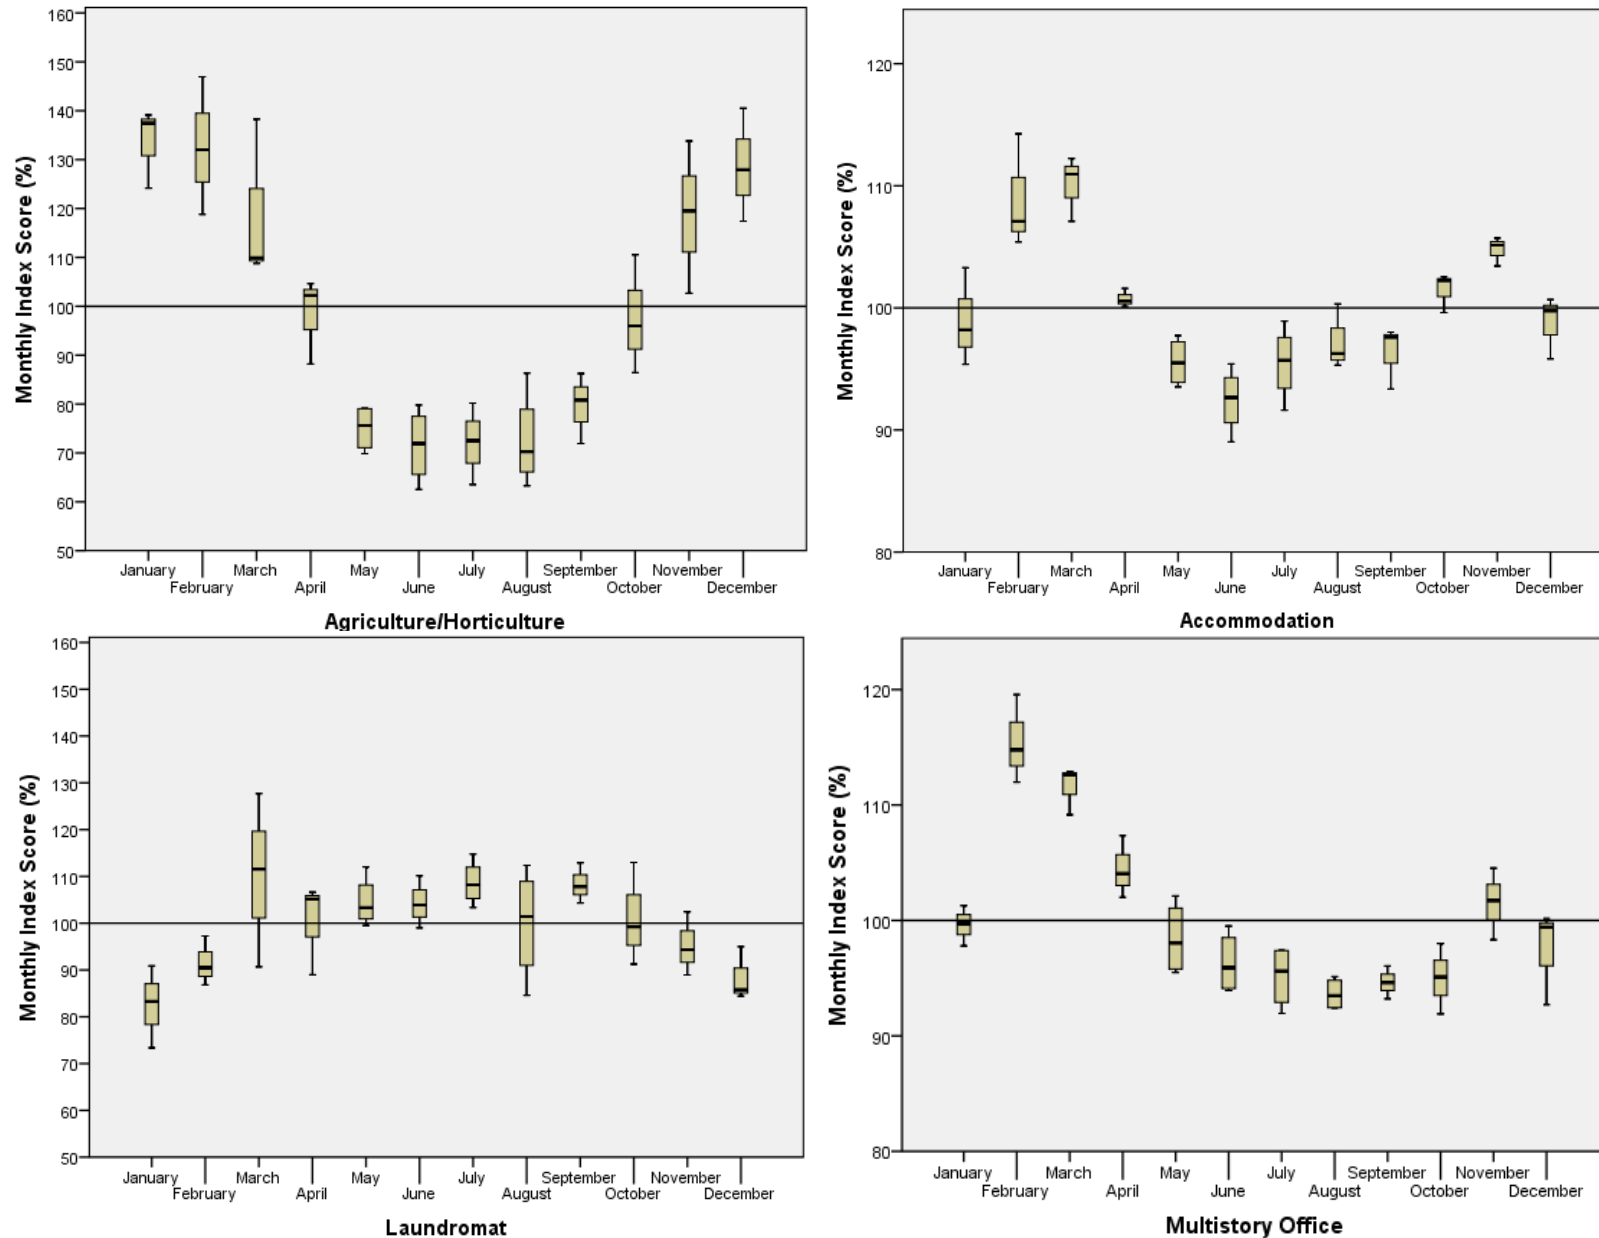 Monthly Index Score (%)
160
150
140
130
120
110
100
90
80
70
60
50
January
February
March
April
May
June
July
August
September
October
November
December
Agriculture/Horticulture
Monthly Index Score (%)
120
110
100
90
80
January
February
March
April
May
June
July
August
September
October
November
December
Accommodation
Monthly Index Score (%)
160
150
140
130
120
110
100
90
80
70
60
50
January
February
March
April
May
June
July
August
September
October
November
December
Laundromat
Monthly Index Score (%)
120
110
100
90
80
January
February
March
April
May
June
July
August
September
October
November
December
Multistory Office